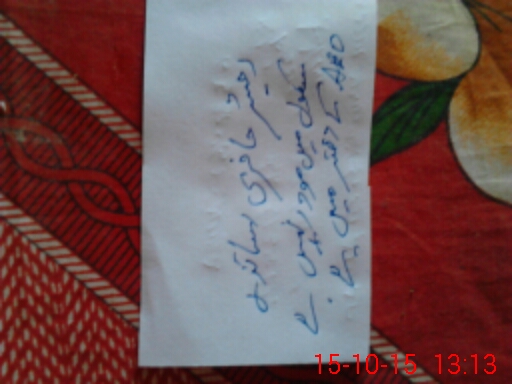 رجسٹر حاضری اساتذہ
سکول میں موجود نہیں ہے
AEO کے دفتر میں ہے
15-10-15 13:13